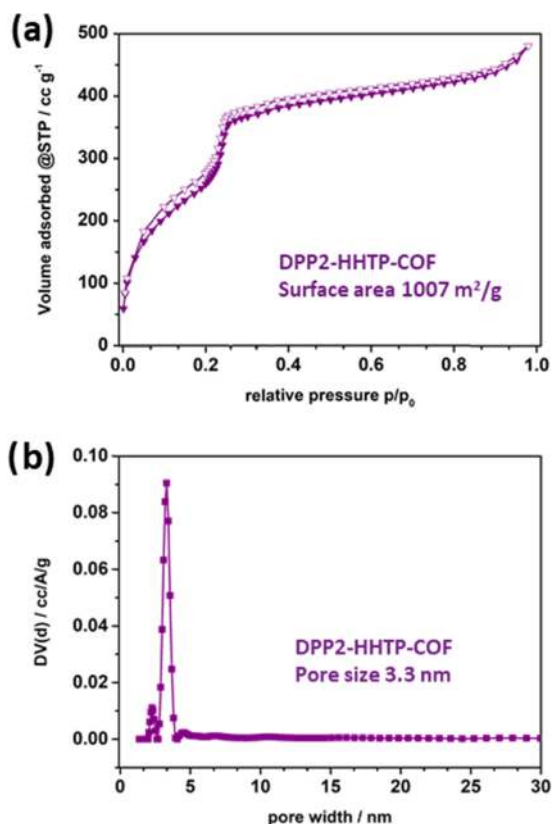 (a)
500
400
300
200
100
0
Volume adsorbed @STP / cc g⁻¹
DPP2-HHTP-COF
Surface area 1007 m²/g
0.0 0.2 0.4 0.6 0.8 1.0
relative pressure p/p₀
(b)
0.10
0.08
0.06
0.04
0.02
0.00
DV(d) / cc/A/g
DPP2-HHTP-COF
Pore size 3.3 nm
0 5 10 15 20 25 30
pore width / nm